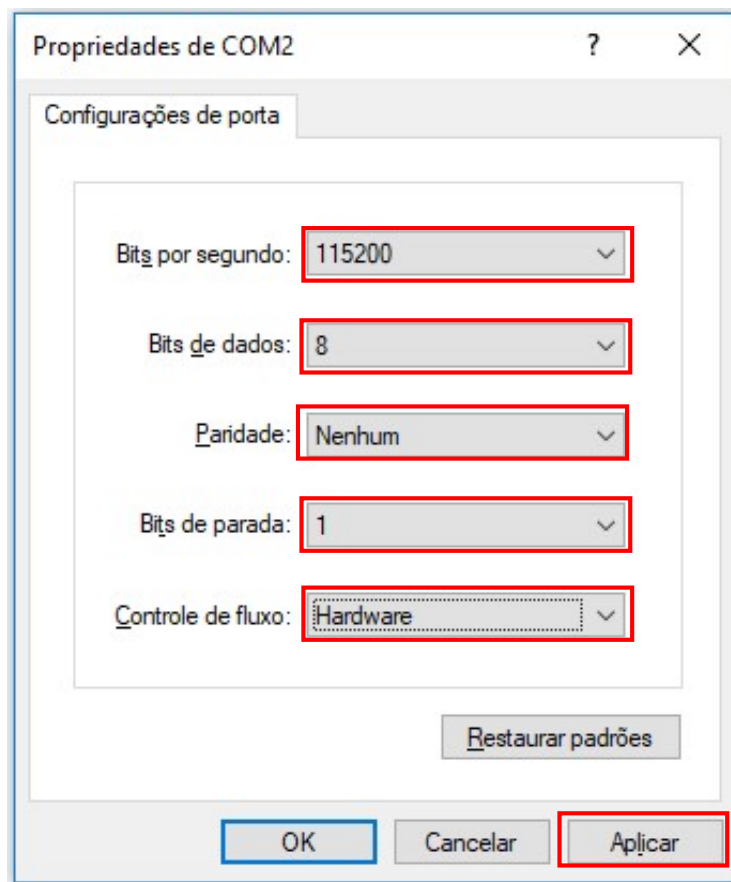 Propriedades de COM2 ? ×
Configurações de porta
Bits por segundo: 115200
Bits de dados: 8
Paridade: Nenhum
Bits de parada: 1
Controle de fluxo: Hardware
Restaurar padrões
OK Cancelar Aplicar